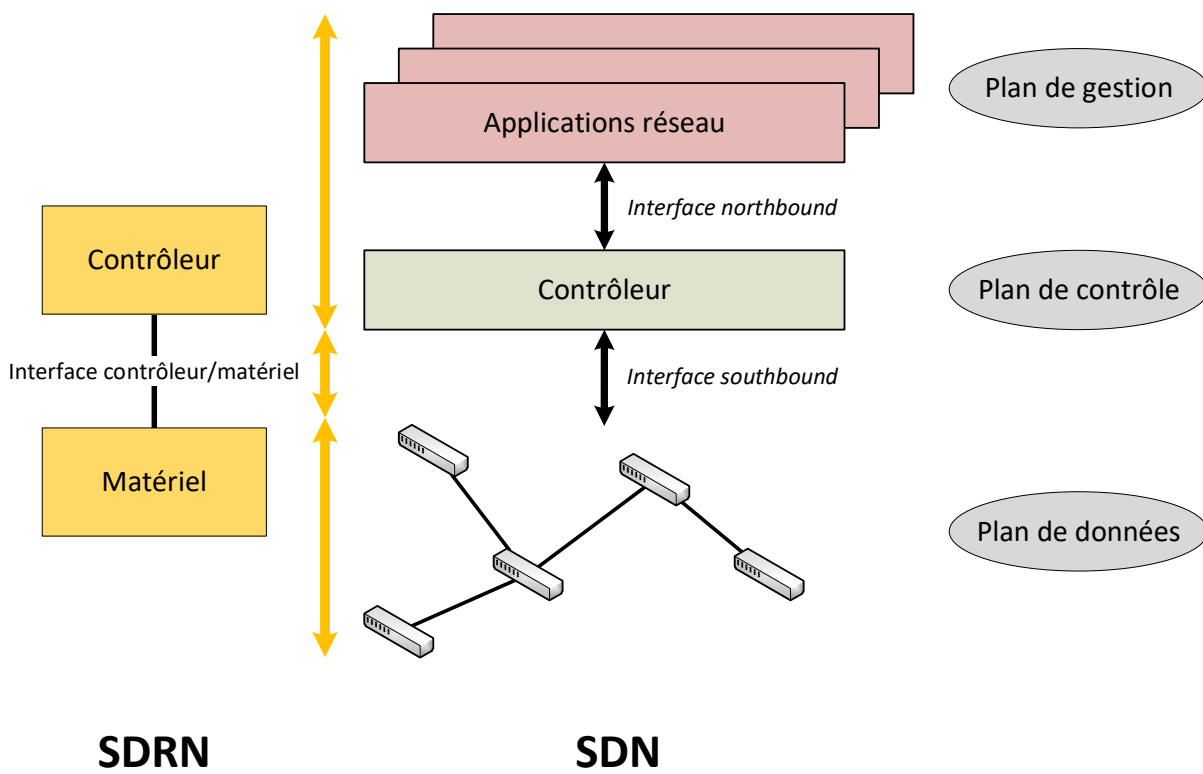 Plan de gestion
Applications réseau
Interface northbound
Contrôleur
Contrôleur
Plan de contrôle
Interface contrôleur/matériel
Interface southbound
Matériel
Plan de données
SDRN
SDN